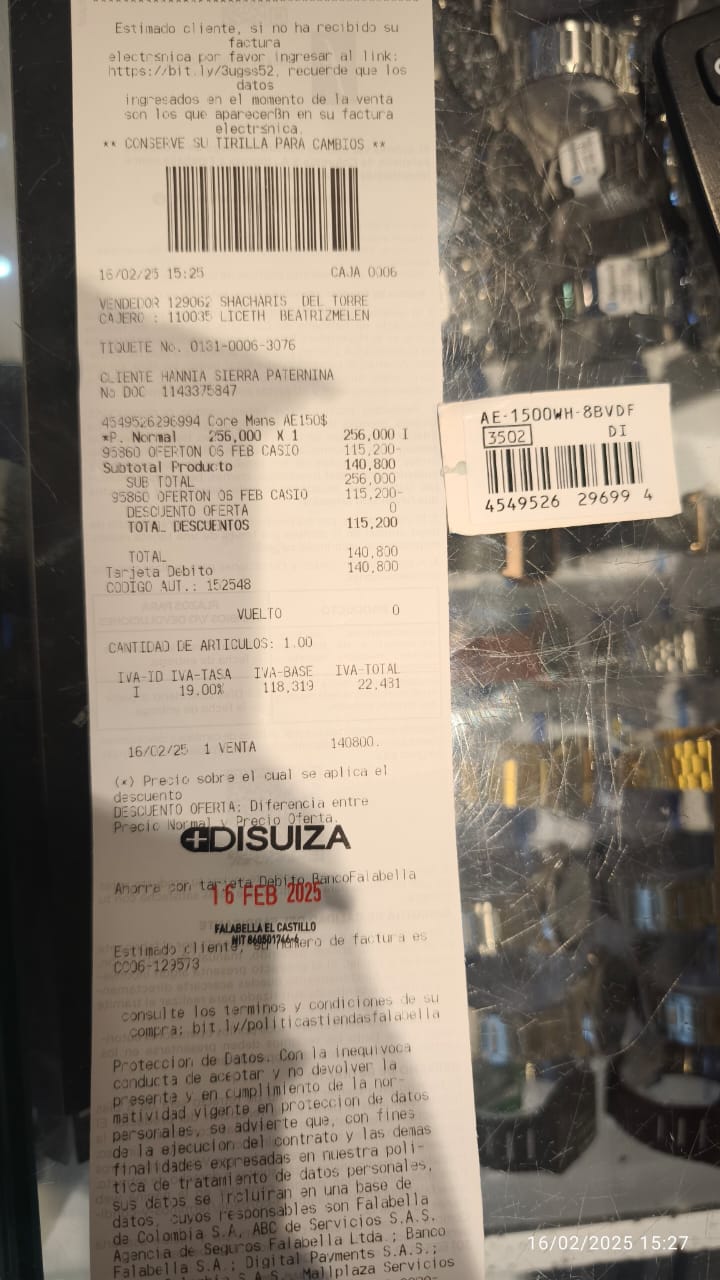 Estimado cliente, si no ha recibido su
factura
electrsnica por favor ingresar al link:
https://bit.ly/3ugss52, recuerde que los
datos
ingresados en el momento de la venta
son los que aparecerßn en su factura
electrsnica.
** CONSERVE SU TIRILLA PARA CAMBIOS **
16/02/25 15:25 CAJA 0006
VENDEDOR 129062 SHACHARIS DEL TORRE
CAJERO : 110035 LICETH BEATRIZMELEN
TIQUETE No. 0131-0006-3076
CLIENTE HANNIA SIERRA PATERNINA
No DOC 1143375847
4549526296994 Core Mens AE150$
*P. Normal 256,000 X 1 256,000 I
95860 OFERTON 06 FEB CASIO 115,200-
Subtotal Producto 140,800
SUB TOTAL 256,000
95860 OFERTON 06 FEB CASIO 115,200-
DESCUENTO OFERTA 0
TOTAL DESCUENTOS 115,200
TOTAL 140,800
Tarjeta Debito 140,800
CODIGO AUT.: 152548
VUELTO 0
CANTIDAD DE ARTICULOS: 1.00
IVA-ID IVA-TASA IVA-BASE IVA-TOTAL
I 19.00% 118,319 22,481
16/02/25 1 VENTA 140800.
(*) Precio sobre el cual se aplica el
descuento
DESCUENTO OFERTA: Diferencia entre
Precio Normal y Precio Oferta.
DISUIZA
Ahorre con tarjeta Debito BancoFalabella
16 FEB 2025
FALABELLA EL CASTILLO
NIT 860501746-6
Estimado cliente, su numero de factura es
CC06-129573
consulte los terminos y condiciones de su
compra: bit.ly/politicastiendasfalabella
Proteccion de Datos. Con la inequivoca
conducta de aceptar y no devolver la
presente y en cumplimiento de la nor-
matividad vigente en proteccion de datos
personales, se advierte que, con fines
de la ejecucion del contrato y las demas
finalidades expresadas en nuestra poli-
tica de tratamiento de datos personales,
sus datos se incluiran en una base de
datos, cuyos responsables son Falabella
de Colombia S.A, ABC de Servicios S.A.S.
Agencia de Seguros Falabella Ltda.; Banco
Falabella S.A.; Digital Payments S.A.S.;
S.A.S. Mallplaza Servicios
AE-1500WH-8BVDF
3502 DI
4549526 29699 4
16/02/2025 15:27